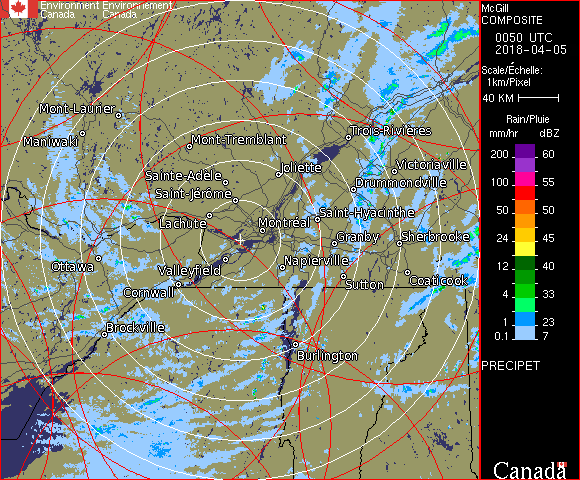 Environment Environnement
Canada Canada
McGill
COMPOSITE
0050 UTC
2018-04-05
Scale/Échelle:
1km/Pixel
40 KM
Rain/Pluie
mm/hr dBZ
200 60
150 57
100 55
50 50
24 45
12 40
4 33
1 23
0.1 7
PRECIPET
Canada
Mont-Laurier
Maniwaki
Mont-Tremblant
Trois-Rivières
Sainte-Adèle
Joliette
Victoriaville
Saint-Jérôme
Drummondville
Lachute
Saint-Hyacinthe
Montréal
Granby
Sherbrooke
Ottawa
Valleyfield
Napierville
Cornwall
Sutton
Coaticook
Brockville
Burlington